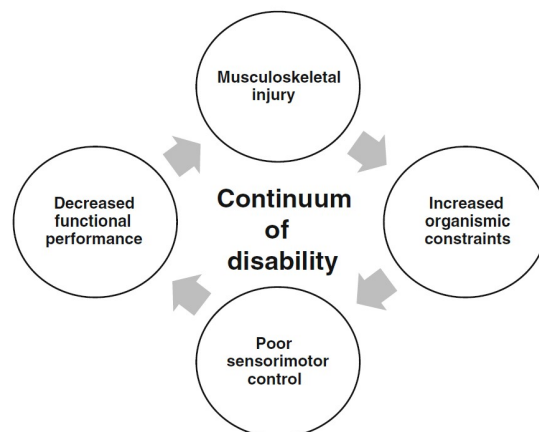 Musculoskeletal
injury
Decreased
functional
performance
Continuum
of
disability
Increased
organismic
constraints
Poor
sensorimotor
control